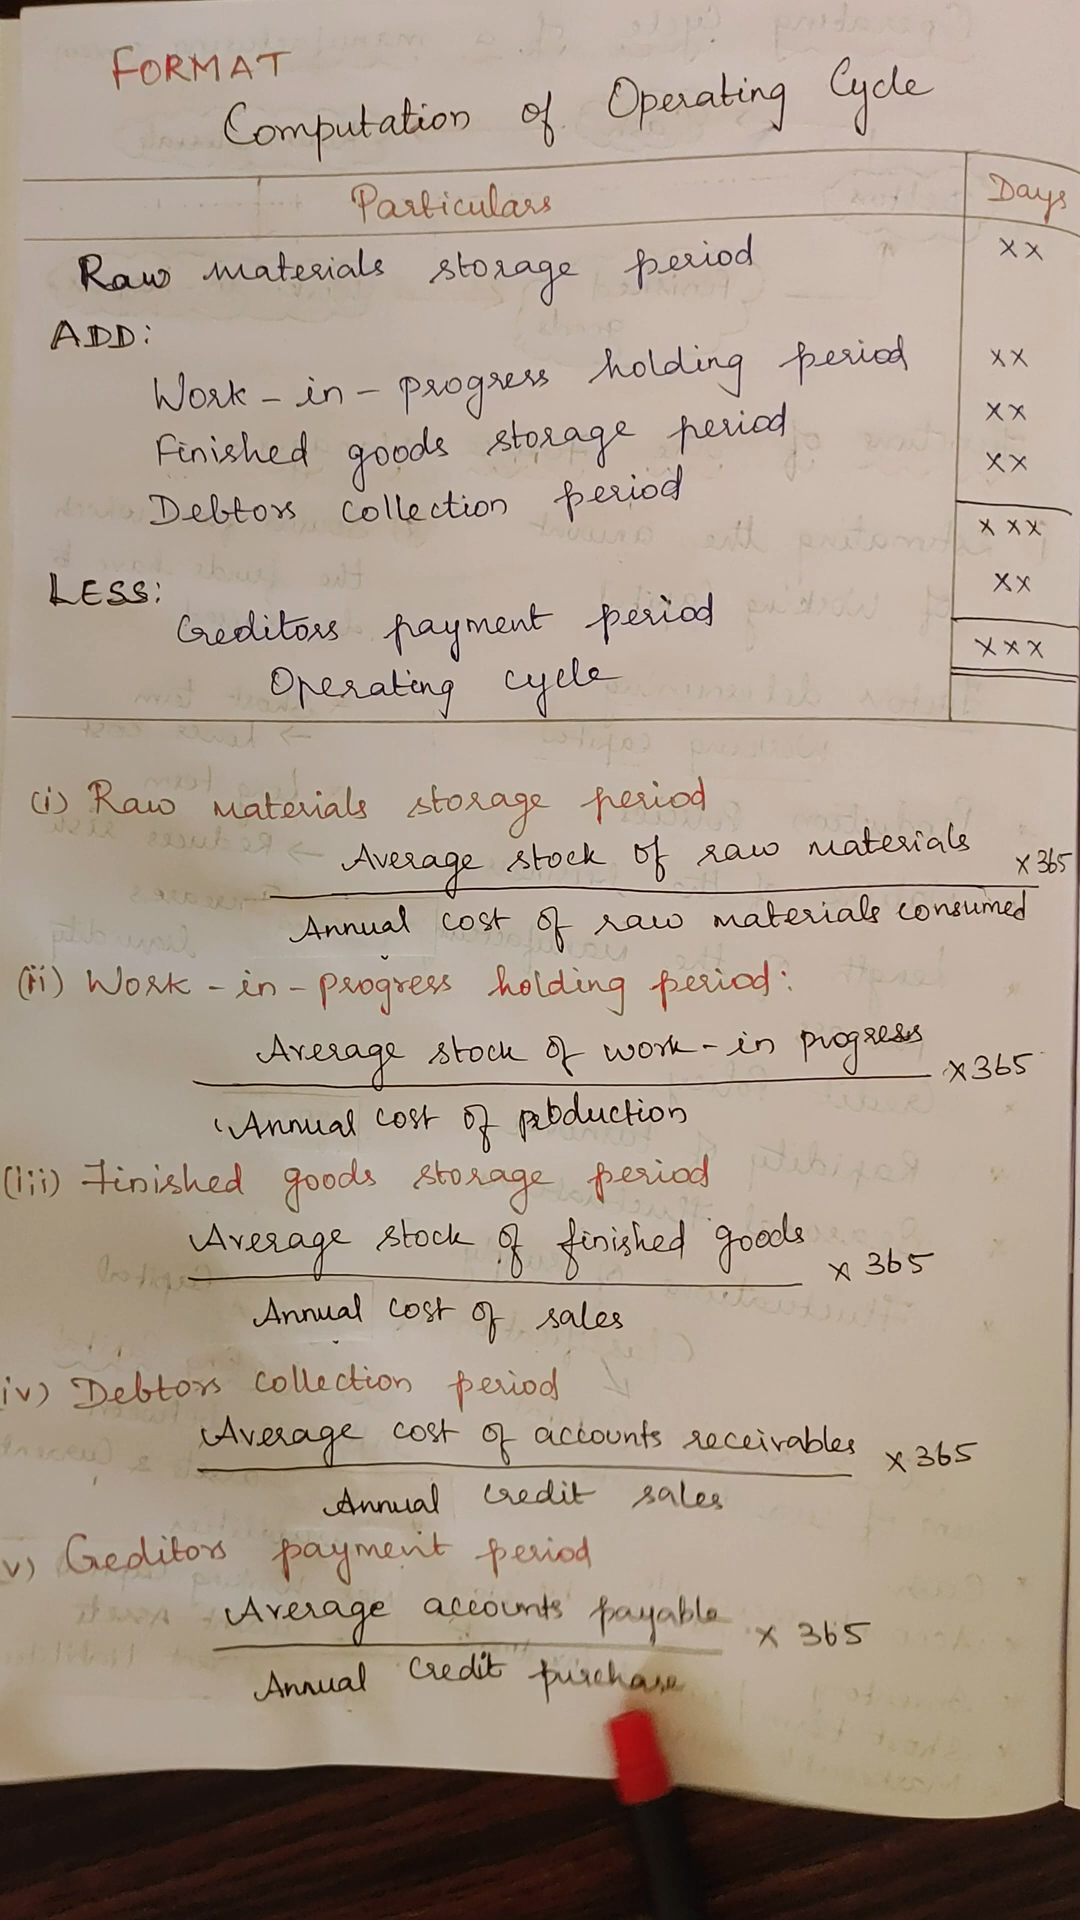 FORMAT
Computation of Operating Cycle
Particulars Days
Raw materials storage period XX
ADD:
Work-in-progress holding period XX
Finished goods storage period XX
Debtors collection period XX
XXX
LESS:
Creditors payment period XX
Operating cycle XXX
(i) Raw materials storage period
Average stock of raw materials x 365
Annual cost of raw materials consumed
(ii) Work-in-progress holding period:
Average stock of work-in progress x 365
Annual cost of production
(iii) Finished goods storage period
Average stock of finished goods x 365
Annual cost of sales
iv) Debtors collection period
Average cost of accounts receivables x 365
Annual credit sales
v) Creditors payment period
Average accounts payable x 365
Annual credit purchase